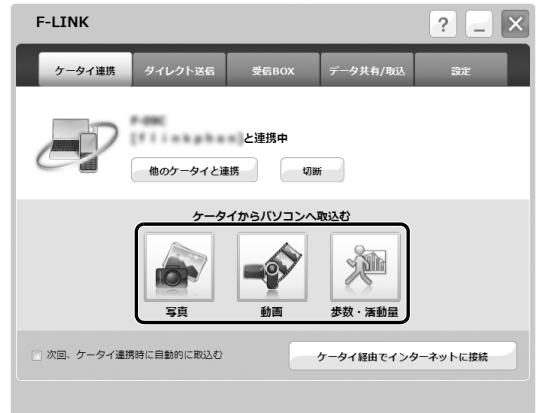 F-LINK
?
ケータイ連携 ダイレクト送信 受信BOX データ共有/取込 設定
と連携中
他のケータイと連携 切断
ケータイからパソコンへ取込む
写真 動画 歩数・活動量
次回、ケータイ連携時に自動的に取込む
ケータイ経由でインターネットに接続